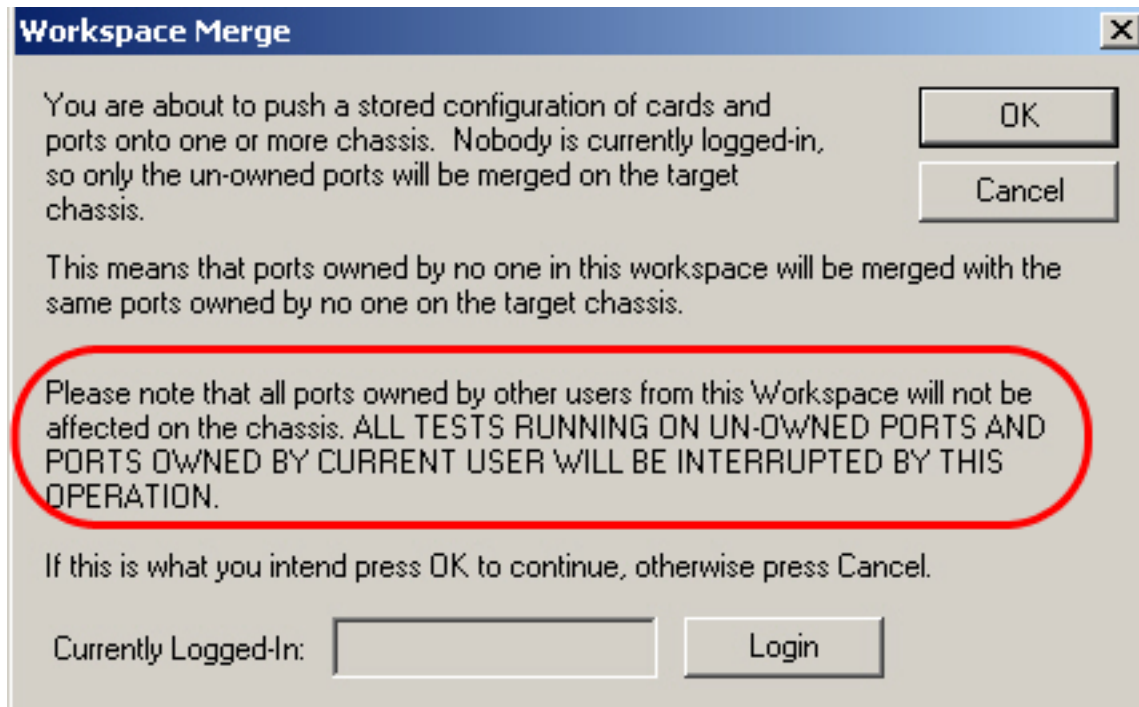 Workspace Merge
You are about to push a stored configuration of cards and
ports onto one or more chassis.  Nobody is currently logged-in,
so only the un-owned ports will be merged on the target
chassis.
OK
Cancel
This means that ports owned by no one in this workspace will be merged with the
same ports owned by no one on the target chassis.
Please note that all ports owned by other users from this Workspace will not be
affected on the chassis. ALL TESTS RUNNING ON UN-OWNED PORTS AND
PORTS OWNED BY CURRENT USER WILL BE INTERRUPTED BY THIS
OPERATION.
If this is what you intend press OK to continue, otherwise press Cancel.
Currently Logged-In:
Login